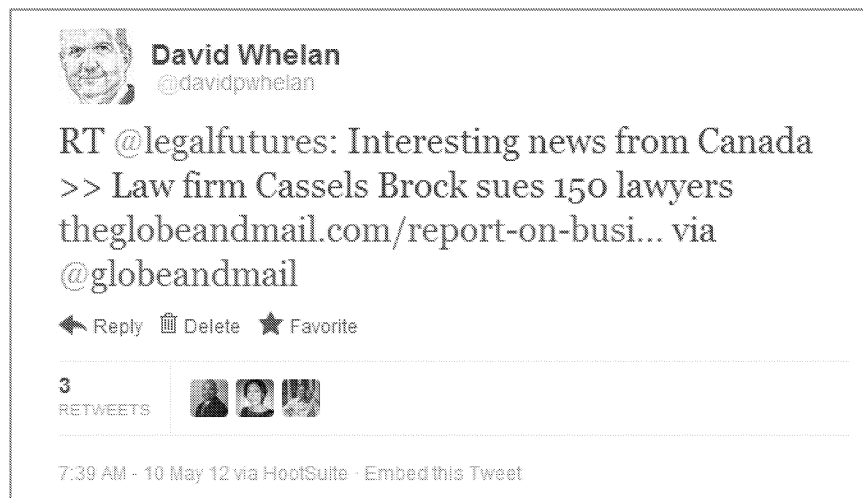 David Whelan
@davidpwhelan
RT @legalfutures: Interesting news from Canada
>> Law firm Cassels Brock sues 150 lawyers
theglobeandmail.com/report-on-busi... via
@globeandmail
Reply Delete Favorite
3
RETWEETS
7:39 AM - 10 May 12 via HootSuite · Embed this Tweet